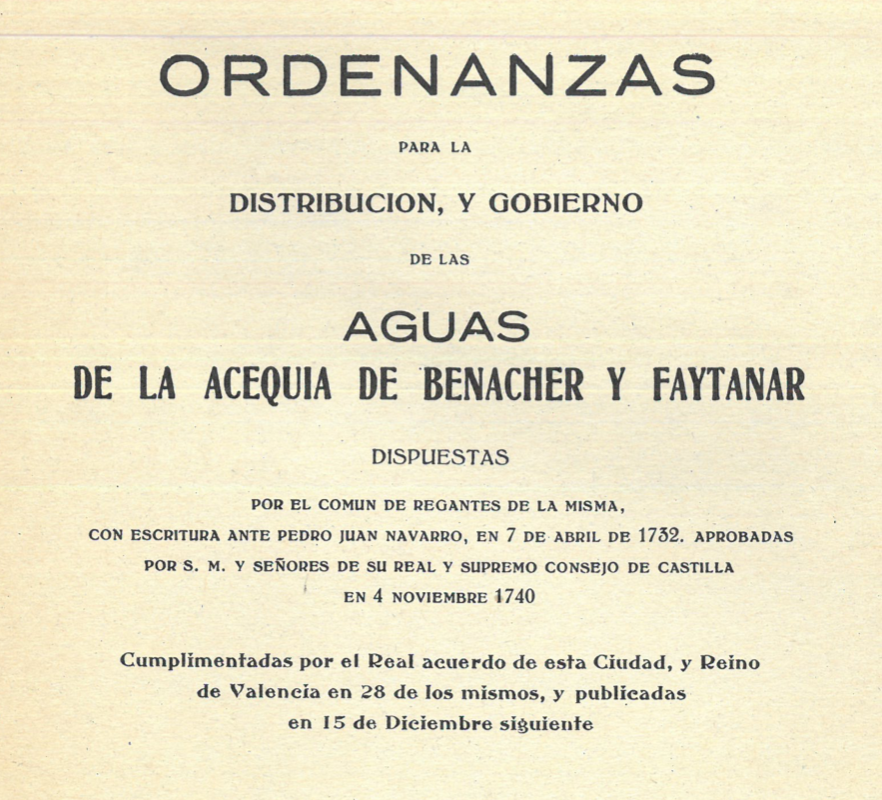 ORDENANZAS
PARA LA
DISTRIBUCION, Y GOBIERNO
DE LAS
AGUAS
DE LA ACEQUIA DE BENACHER Y FAYTANAR
DISPUESTAS
POR EL COMUN DE REGANTES DE LA MISMA,
CON ESCRITURA ANTE PEDRO JUAN NAVARRO, EN 7 DE ABRIL DE 1732. APROBADAS
POR S. M. Y SEÑORES DE SU REAL Y SUPREMO CONSEJO DE CASTILLA
EN 4 NOVIEMBRE 1740
Cumplimentadas por el Real acuerdo de esta Ciudad, y Reino
de Valencia en 28 de los mismos, y publicadas
en 15 de Diciembre siguiente